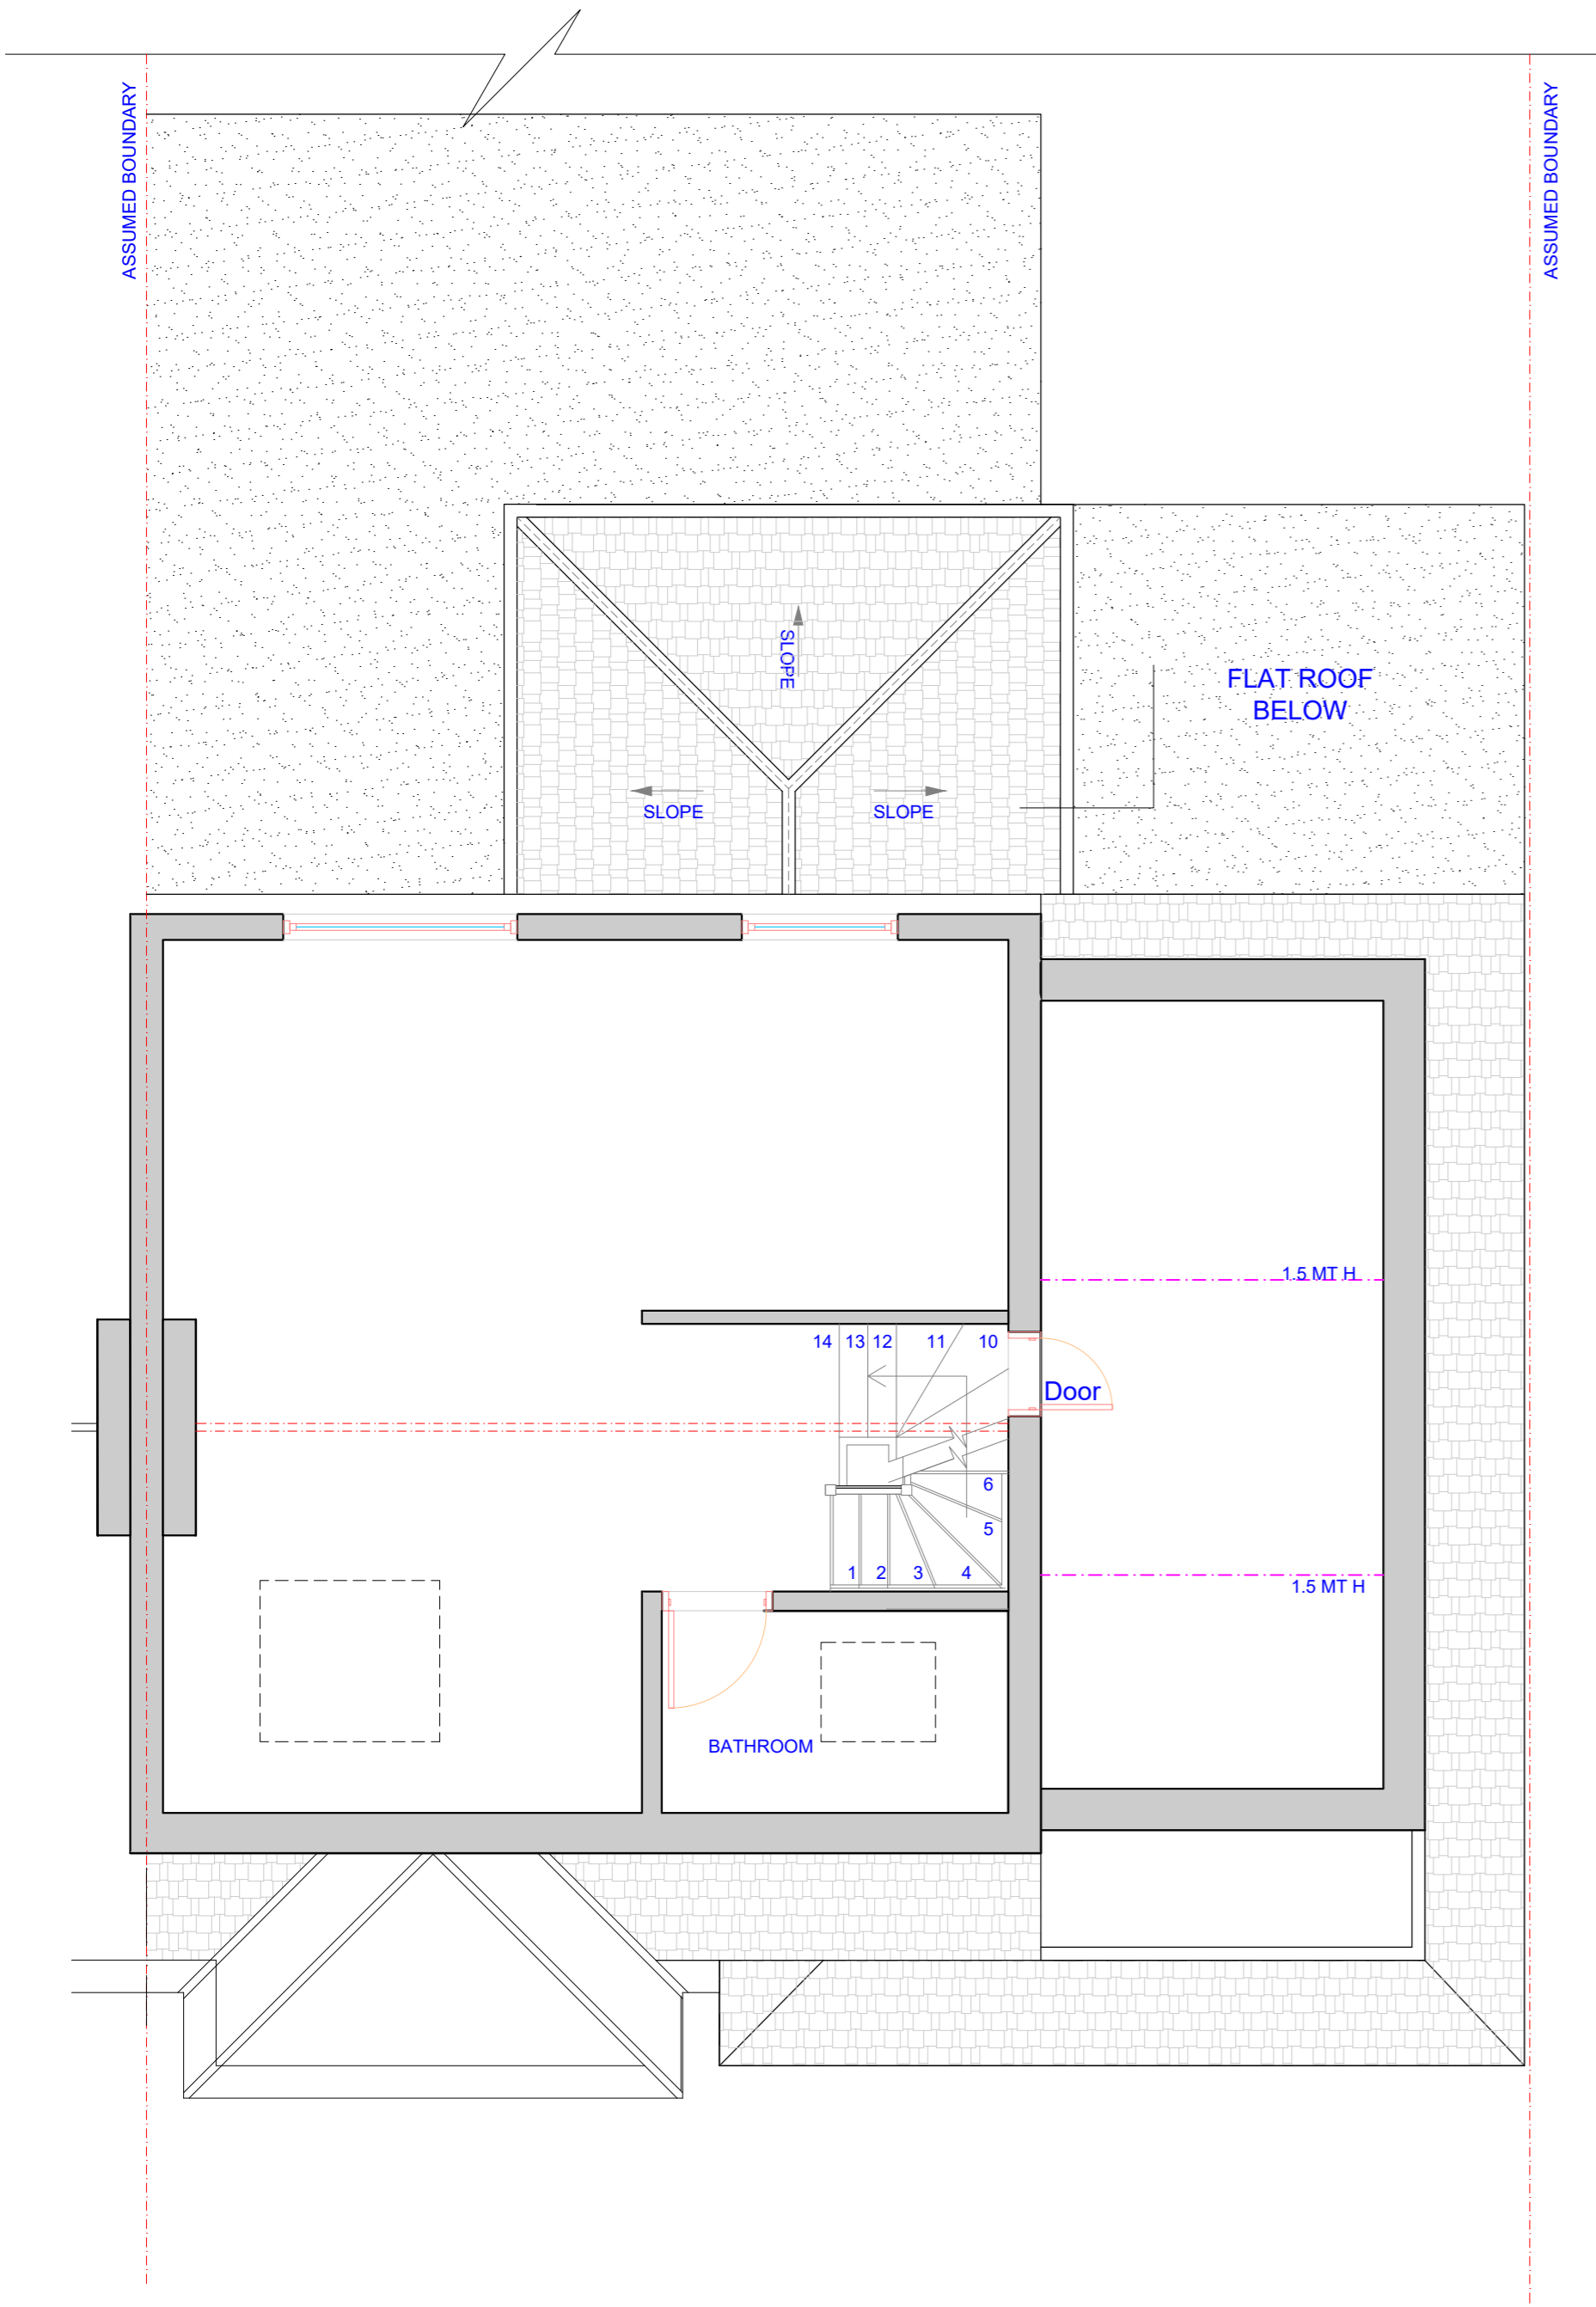 ASSUMED BOUNDARY
ASSUMED BOUNDARY
SLOPE
FLAT ROOF
BELOW
SLOPE
SLOPE
1.5 MT H
14 13 12 11 10
Door
6
5
1 2 3 4
1.5 MT H
BATHROOM